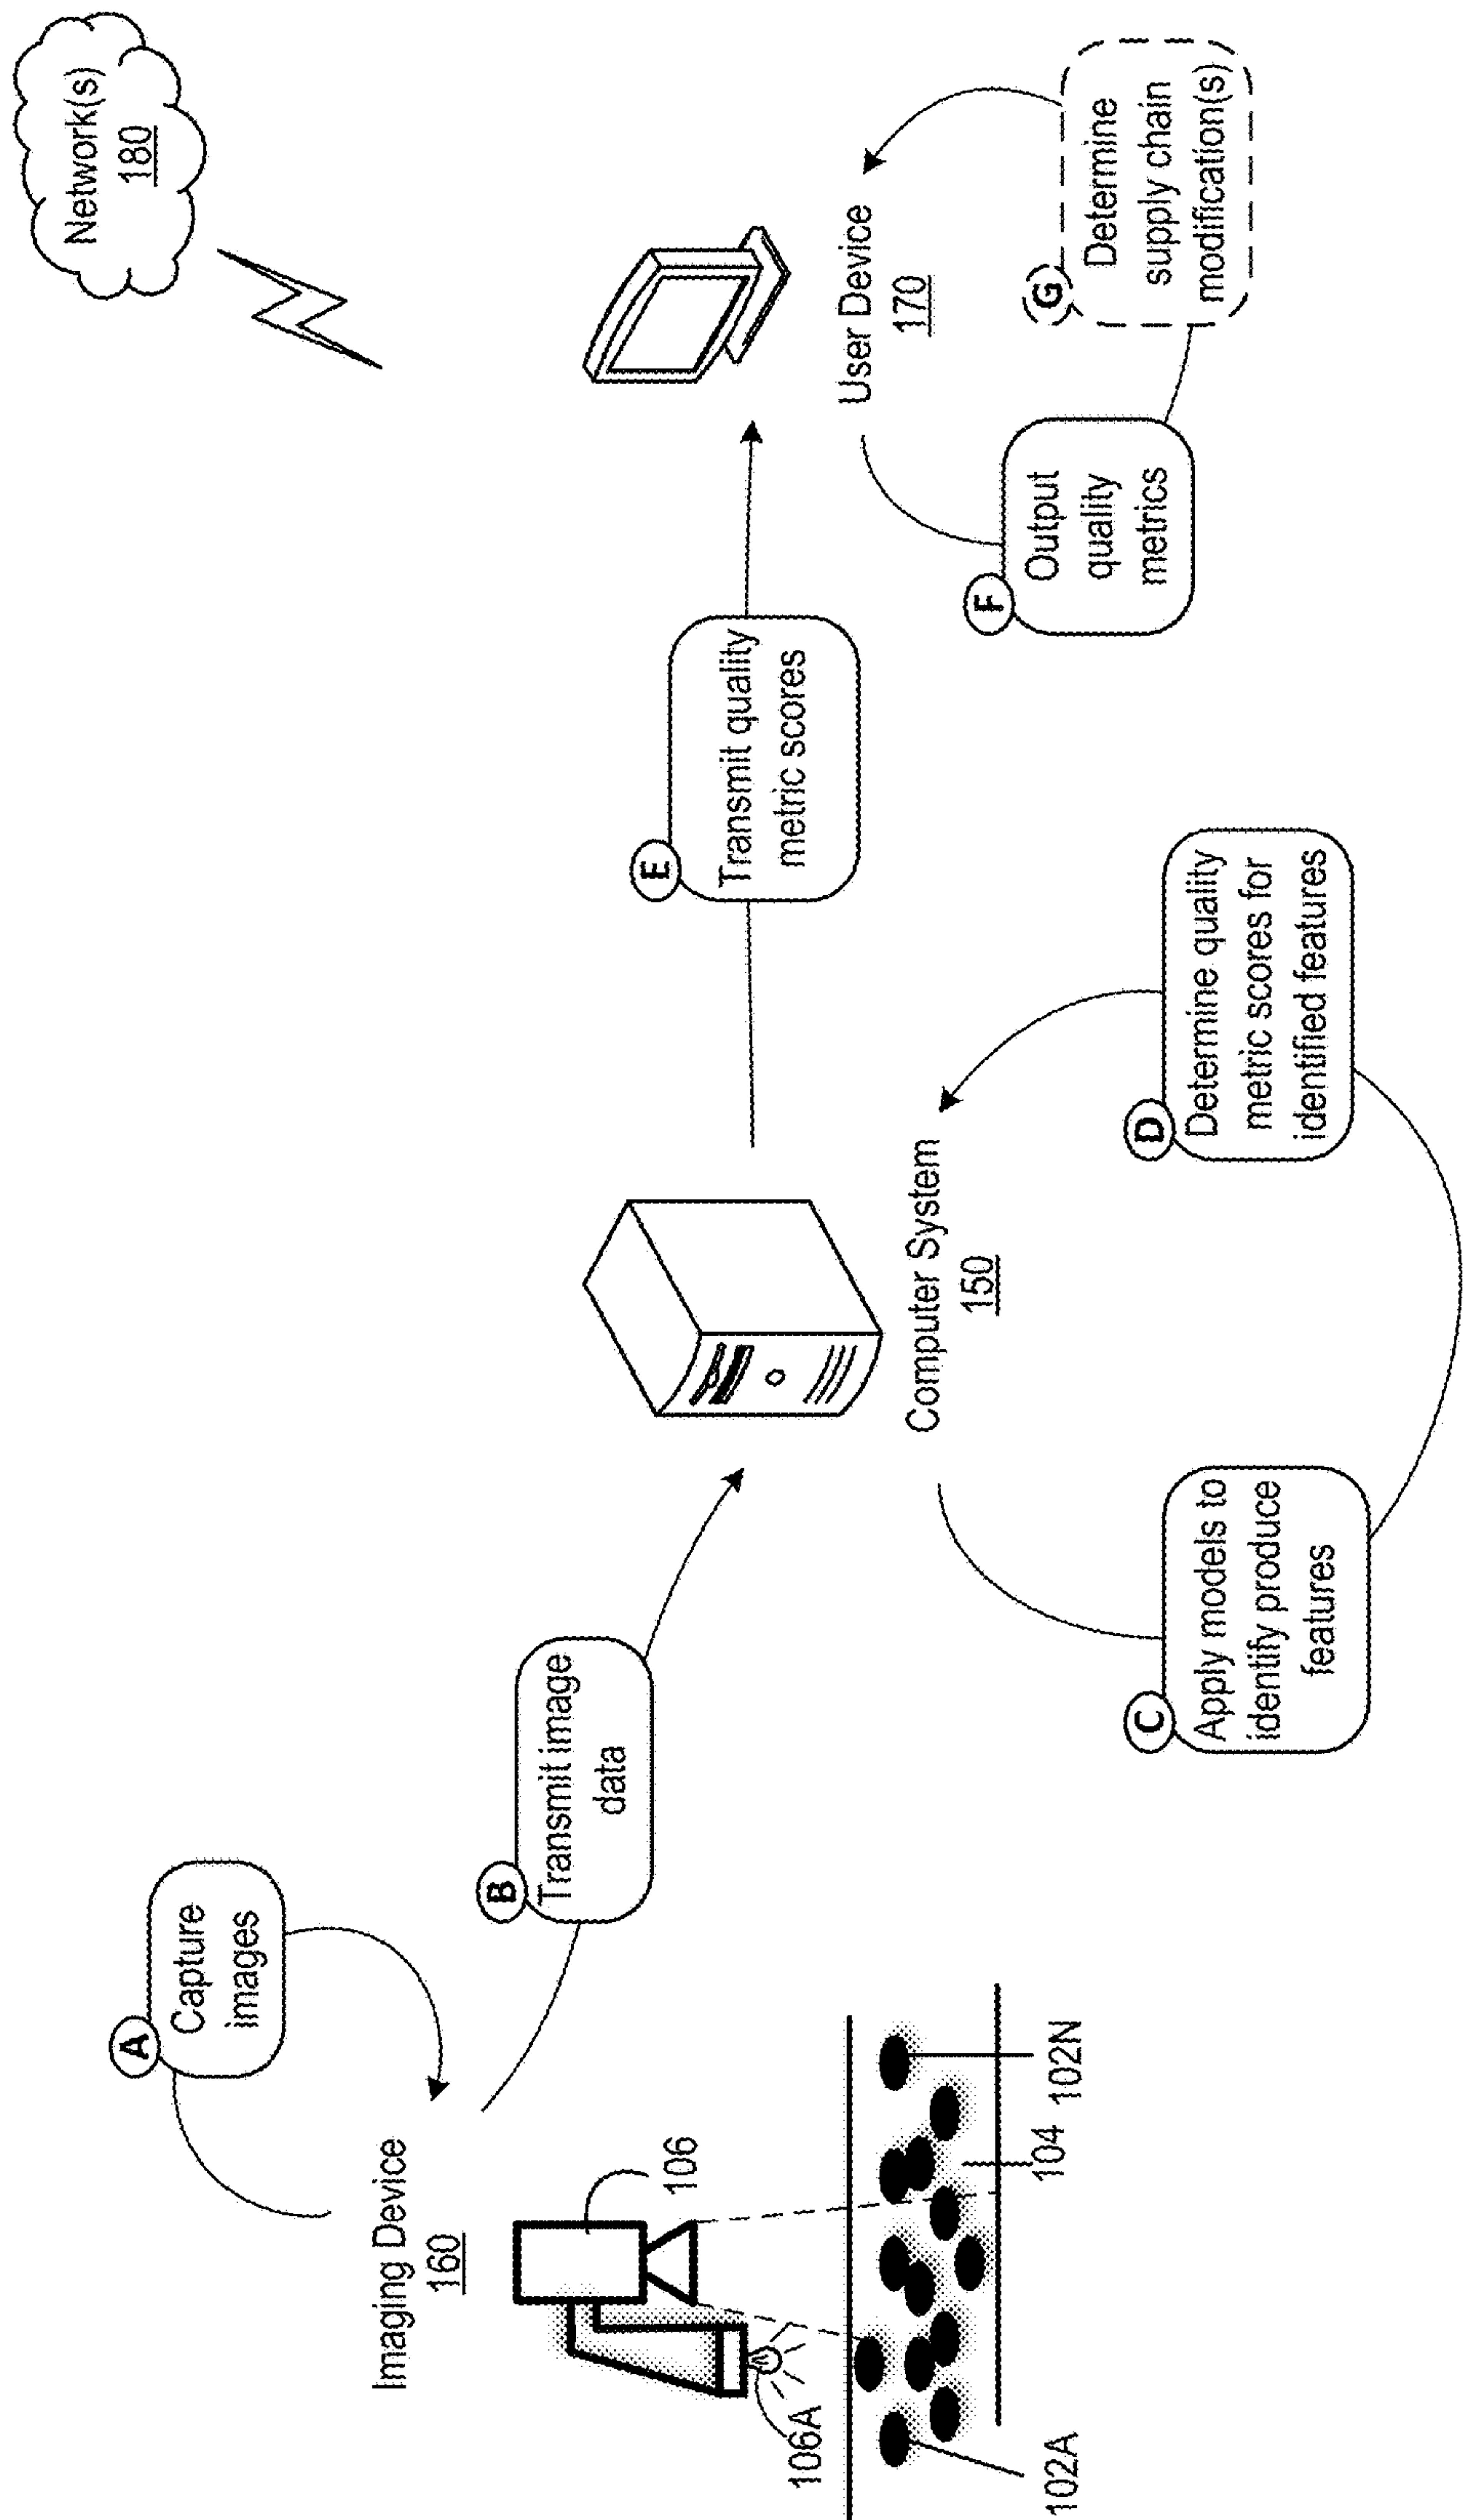 Network(s)
180
A
Capture
images
Imaging Device
160
106
106A
102A
104
102N
B
Transmit image
data
Computer System
150
C
Apply models to
identify produce
features
D
Determine quality
metric scores for
identified features
E
Transmit quality
metric scores
User Device
170
F
Output
quality
metrics
G
Determine
supply chain
modification(s)